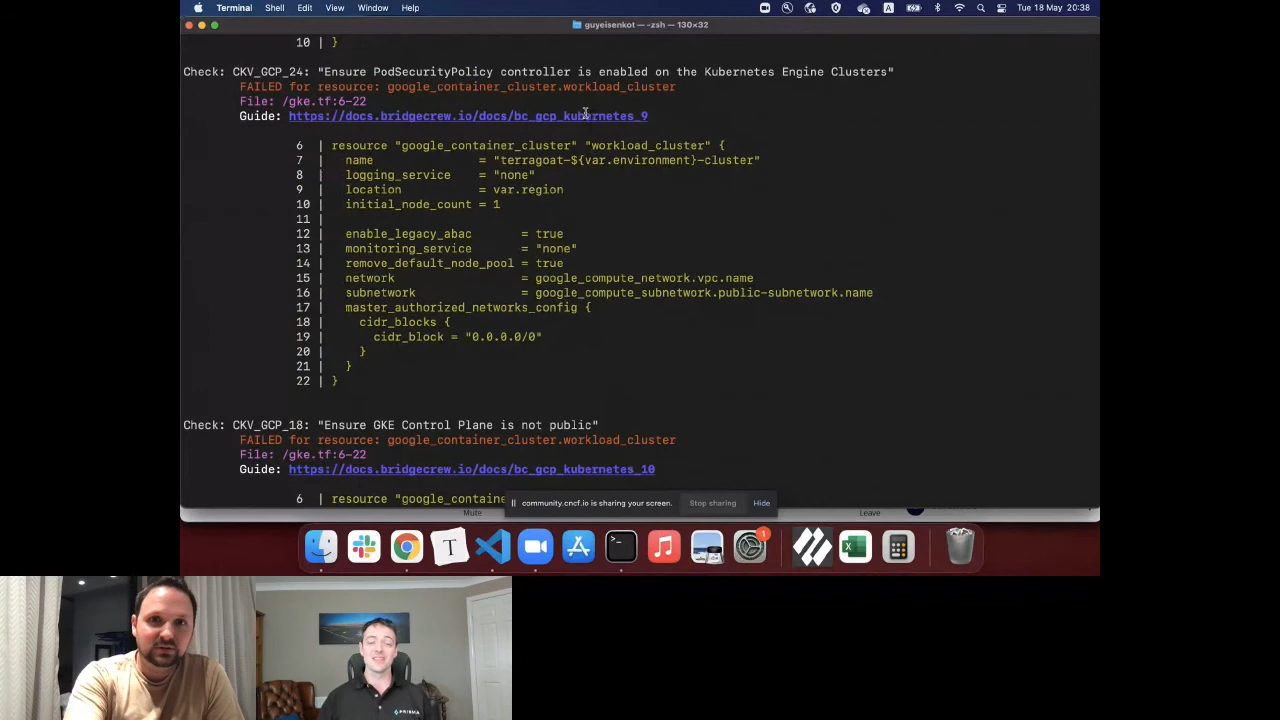 Terminal Shell Edit View Window Help
A
Tue 18 May 20:38
guyeisenkot — -zsh — 130×32
10 | }
Check: CKV_GCP_24: "Ensure PodSecurityPolicy controller is enabled on the Kubernetes Engine Clusters"
FAILED for resource: google_container_cluster.workload_cluster
File: /gke.tf:6-22
Guide: https://docs.bridgecrew.io/docs/bc_gcp_kubernetes_9
6 | resource "google_container_cluster" "workload_cluster" {
7 | name = "terragoat-${var.environment}-cluster"
8 | logging_service = "none"
9 | location = var.region
10 | initial_node_count = 1
11 |
12 | enable_legacy_abac = true
13 | monitoring_service = "none"
14 | remove_default_node_pool = true
15 | network = google_compute_network.vpc.name
16 | subnetwork = google_compute_subnetwork.public-subnetwork.name
17 | master_authorized_networks_config {
18 | cidr_blocks {
19 | cidr_block = "0.0.0.0/0"
20 | }
21 | }
22 | }
Check: CKV_GCP_18: "Ensure GKE Control Plane is not public"
FAILED for resource: google_container_cluster.workload_cluster
File: /gke.tf:6-22
Guide: https://docs.bridgecrew.io/docs/bc_gcp_kubernetes_10
6 | resource "google_containe
community.cncf.io is sharing your screen. Stop sharing Hide
Mute Leave
T
>_
1
PRISMA